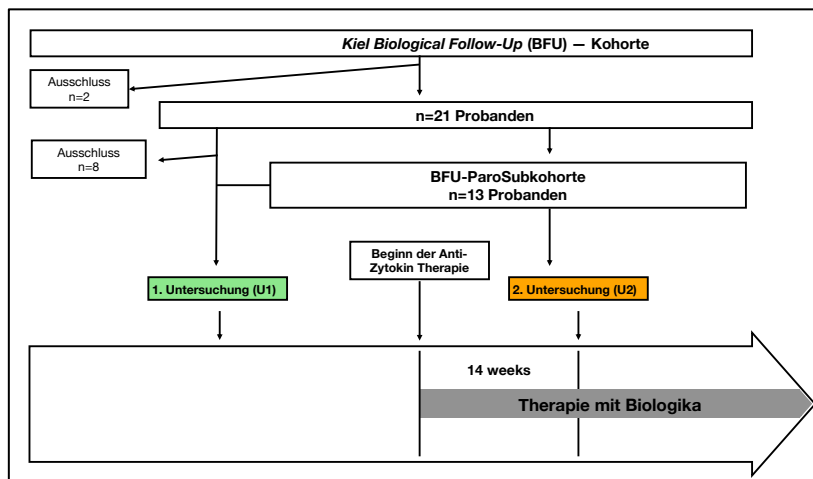 Kiel Biological Follow-Up (BFU) — Kohorte
Ausschluss
n=2
n=21 Probanden
Ausschluss
n=8
BFU-ParoSubkohorte
n=13 Probanden
Beginn der Anti-
Zytokin Therapie
1. Untersuchung (U1)
2. Untersuchung (U2)
14 weeks
Therapie mit Biologika